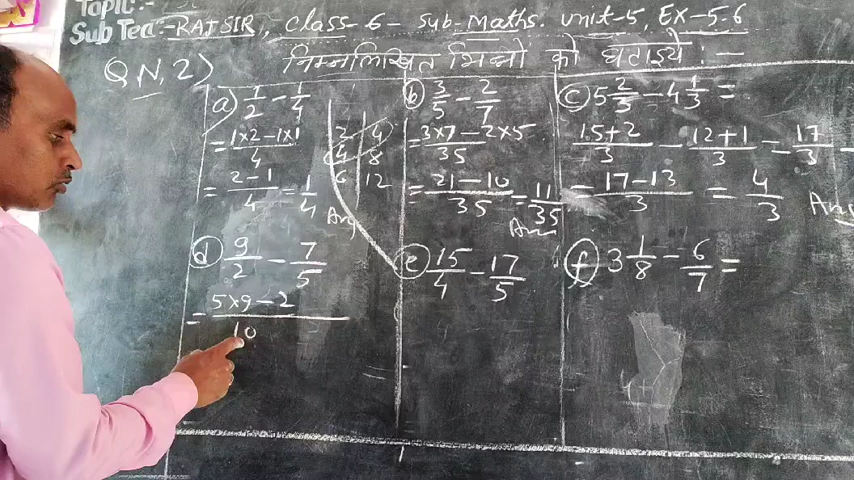 Topic:-
Sub Tea:- RAJ SIR, Class-6- Sub-Maths. Unit-5, EX-5.6
Q N, 2) निम्नलिखित भिन्नों को घटाइये :-
a) 1/2 - 1/4
= 1×2-1×1/4
= 2-1/4 = 1/4 Ans
2 | 4
4 | 8
6 | 12
b 3/5 - 2/7
= 3×7-2×5/35
= 21-10/35 = 11/35
Ans
c 5 2/3 - 4 1/3 =
15+2/3 - 12+1/3 = 17/3 -
= 17-13/3 = 4/3 Ans
d 9/2 - 7/5
= 5×9-2/10
e 15/4 - 17/5
f 3 1/8 - 6/7 =